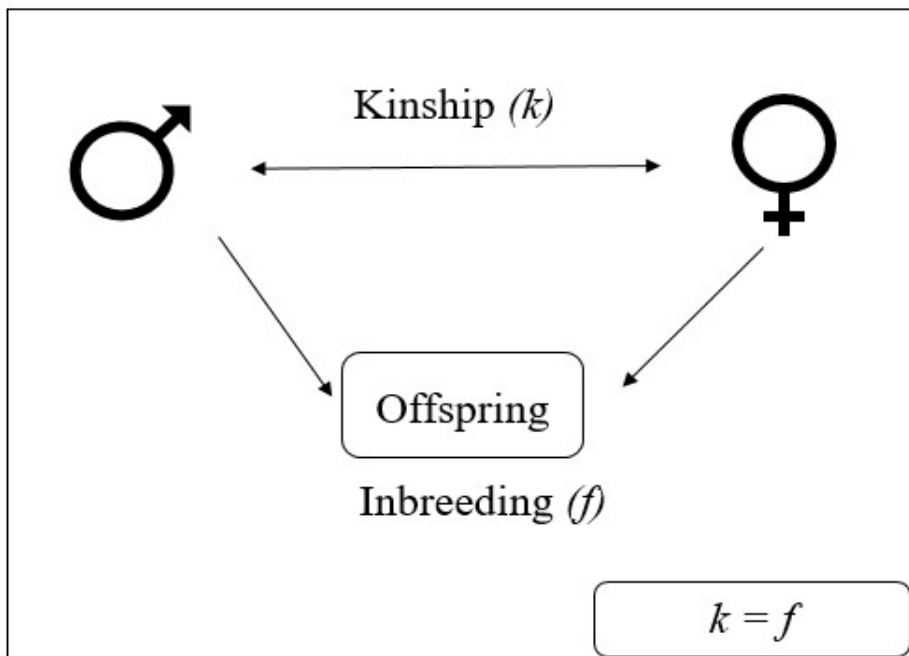 Kinship (k)
Offspring
Inbreeding (f)
k = f